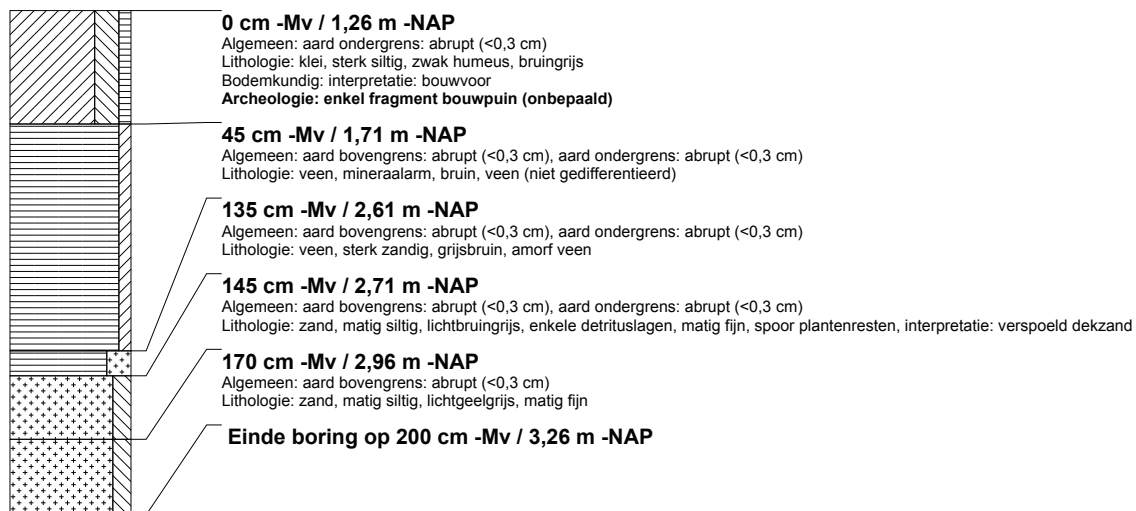 0 cm -Mv / 1,26 m -NAP
Algemeen: aard ondergrens: abrupt (<0,3 cm)
Lithologie: klei, sterk siltig, zwak humeus, bruingrijs
Bodemkundig: interpretatie: bouwvoor
Archeologie: enkel fragment bouwpuin (onbepaald)
45 cm -Mv / 1,71 m -NAP
Algemeen: aard bovengrens: abrupt (<0,3 cm), aard ondergrens: abrupt (<0,3 cm)
Lithologie: veen, mineraalarm, bruin, veen (niet gedifferentieerd)
135 cm -Mv / 2,61 m -NAP
Algemeen: aard bovengrens: abrupt (<0,3 cm), aard ondergrens: abrupt (<0,3 cm)
Lithologie: veen, sterk zandig, grijsbruin, amorf veen
145 cm -Mv / 2,71 m -NAP
Algemeen: aard bovengrens: abrupt (<0,3 cm), aard ondergrens: abrupt (<0,3 cm)
Lithologie: zand, matig siltig, lichtbruingrijs, enkele detrituslagen, matig fijn, spoor plantenresten, interpretatie: verspoeld dekzand
170 cm -Mv / 2,96 m -NAP
Algemeen: aard bovengrens: abrupt (<0,3 cm)
Lithologie: zand, matig siltig, lichtgeelgrijs, matig fijn
Einde boring op 200 cm -Mv / 3,26 m -NAP